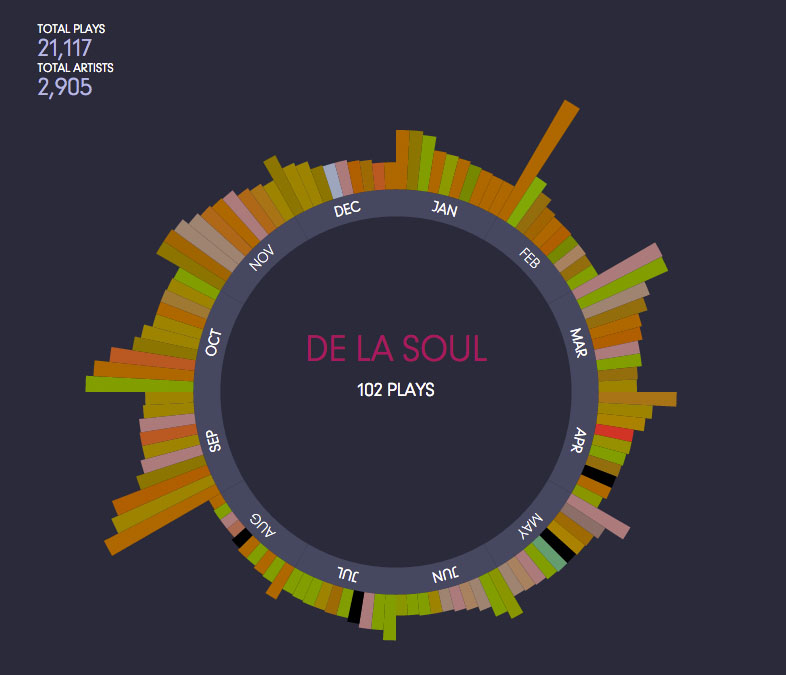 TOTAL PLAYS
21,117
TOTAL ARTISTS
2,905
JAN
FEB
MAR
APR
MAY
JUN
JUL
AUG
SEP
OCT
NOV
DEC
DE LA SOUL
102 PLAYS